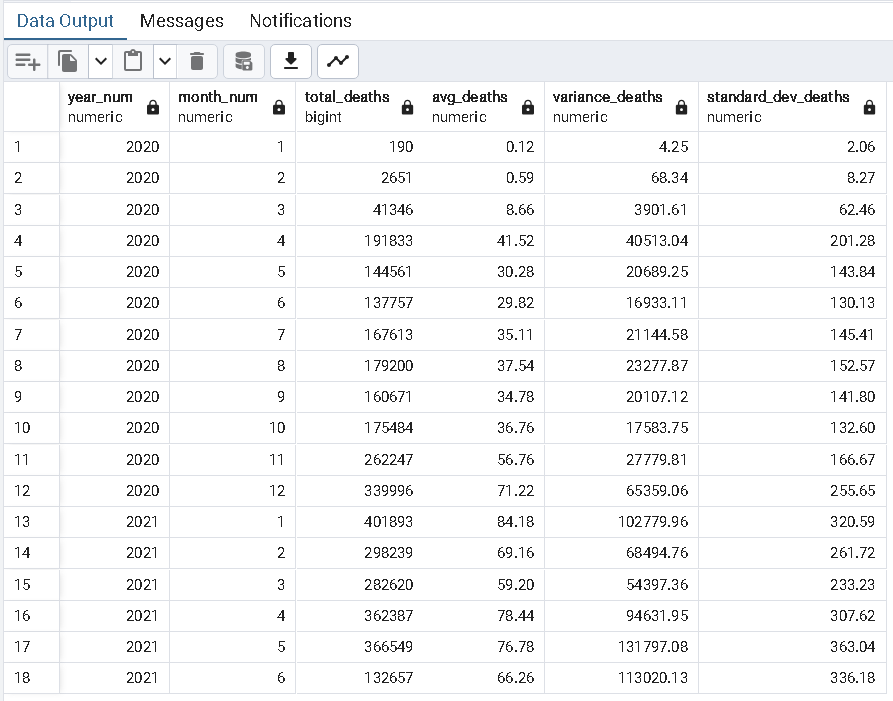 Data Output Messages Notifications
year_num month_num total_deaths avg_deaths variance_deaths standard_dev_deaths
numeric numeric bigint numeric numeric numeric
1 2020 1 190 0.12 4.25 2.06
2 2020 2 2651 0.59 68.34 8.27
3 2020 3 41346 8.66 3901.61 62.46
4 2020 4 191833 41.52 40513.04 201.28
5 2020 5 144561 30.28 20689.25 143.84
6 2020 6 137757 29.82 16933.11 130.13
7 2020 7 167613 35.11 21144.58 145.41
8 2020 8 179200 37.54 23277.87 152.57
9 2020 9 160671 34.78 20107.12 141.80
10 2020 10 175484 36.76 17583.75 132.60
11 2020 11 262247 56.76 27779.81 166.67
12 2020 12 339996 71.22 65359.06 255.65
13 2021 1 401893 84.18 102779.96 320.59
14 2021 2 298239 69.16 68494.76 261.72
15 2021 3 282620 59.20 54397.36 233.23
16 2021 4 362387 78.44 94631.95 307.62
17 2021 5 366549 76.78 131797.08 363.04
18 2021 6 132657 66.26 113020.13 336.18